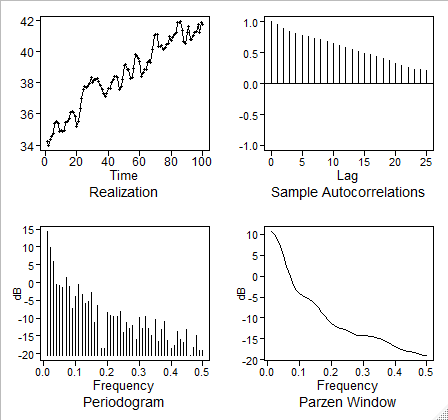 42
40
38
36
34
0 20 40 60 80 100
Time
Realization
1.0
0.5
0.0
-0.5
-1.0
0 5 10 15 20 25
Lag
Sample Autocorrelations
15
10
5
0
-5
-10
-15
-20
dB
0.0 0.1 0.2 0.3 0.4 0.5
Frequency
Periodogram
10
5
0
-5
-10
-15
-20
dB
0.0 0.1 0.2 0.3 0.4 0.5
Frequency
Parzen Window